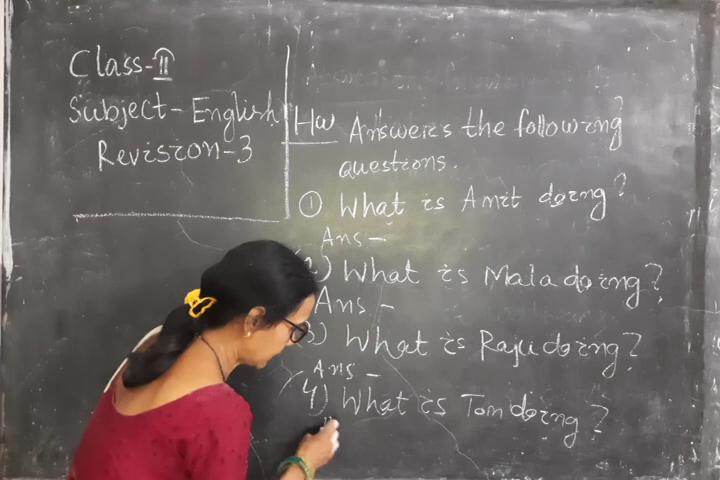 Class-II
Subject-English
Revision-3
HW Answers the following?
questions.
① What is Amit doing?
Ans-
2) What is Mala doing?
Ans -
3) What is Raju doing?
Ans -
4) What is Tom doing?